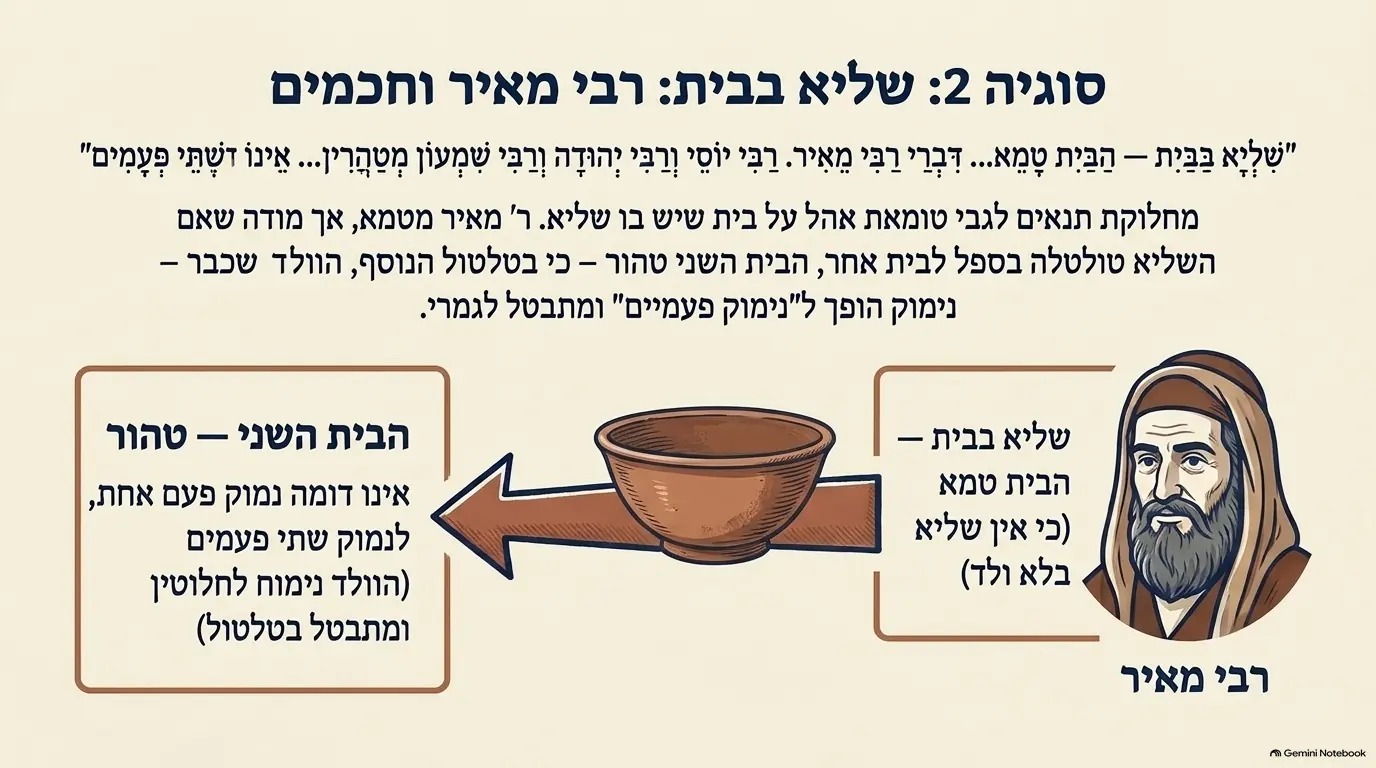 סוגיה 2: שליא בבית: רבי מאיר וחכמים
"שִׁלְיָא בַּבַּיִת — הַבַּיִת טָמֵא... דִּבְרֵי רַבִּי מֵאִיר. רַבִּי יוֹסֵי וְרַבִּי יְהוּדָה וְרַבִּי שִׁמְעוֹן מְטַהֲרִין... אֵינוֹ דִשְׁתֵּי פְּעָמִים"
מחלוקת תנאים לגבי טומאת אהל על בית שיש בו שליא. ר' מאיר מטמא, אך מודה שאם
השליא טולטלה בספל לבית אחר, הבית השני טהור – כי בטלטול הנוסף, הוולד שכבר –
נימוק הופך ל"נימוק פעמיים" ומתבטל לגמרי.
שליא בבית —
הבית טמא
(כי אין שליא
בלא ולד)
רבי מאיר
הבית השני — טהור
אינו דומה נמוק פעם אחת,
לנמוק שתי פעמים
(הוולד נימוח לחלוטין
ומתבטל בטלטול)
Gemini Notebook